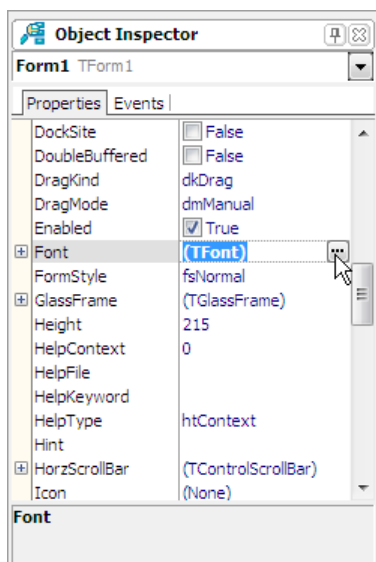 Object Inspector
Form1 TForm1
Properties Events
DockSite False
DoubleBuffered False
DragKind dkDrag
DragMode dmManual
Enabled True
Font (TFont) ...
FormStyle fsNormal
GlassFrame (TGlassFrame)
Height 215
HelpContext 0
HelpFile
HelpKeyword
HelpType htContext
Hint
HorzScrollBar (TControlScrollBar)
Icon (None)
Font